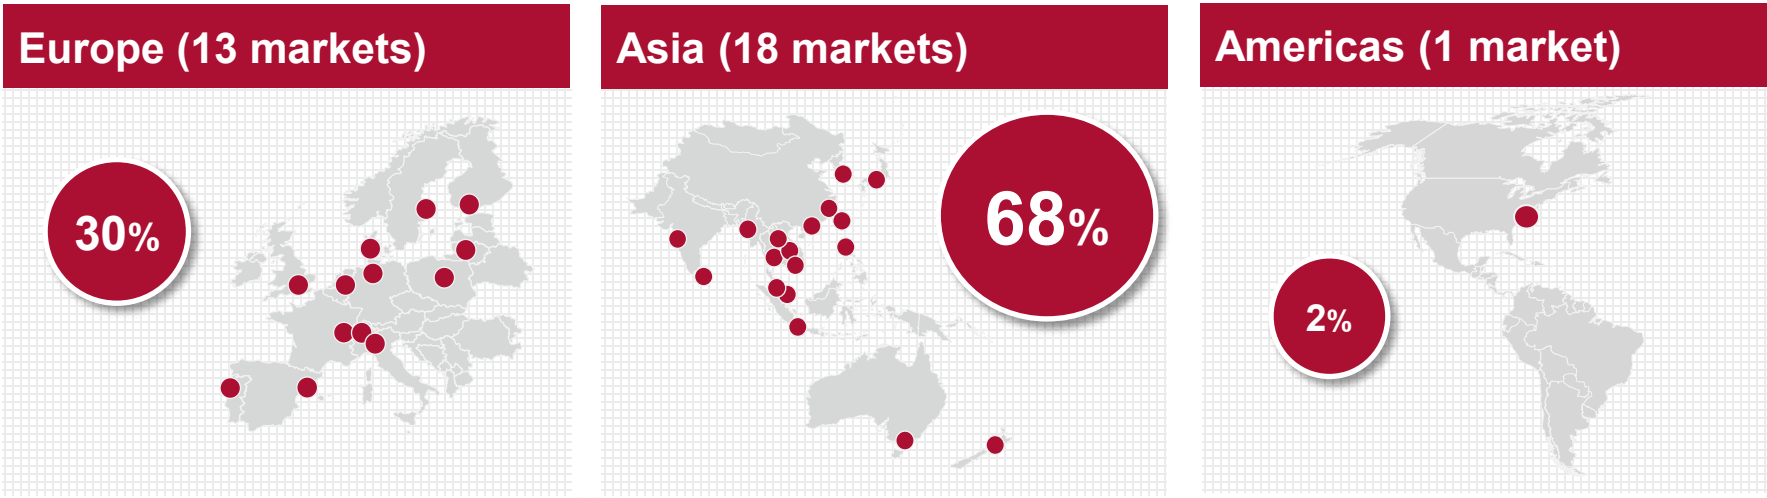 Europe (13 markets)
30%
Asia (18 markets)
68%
Americas (1 market)
2%